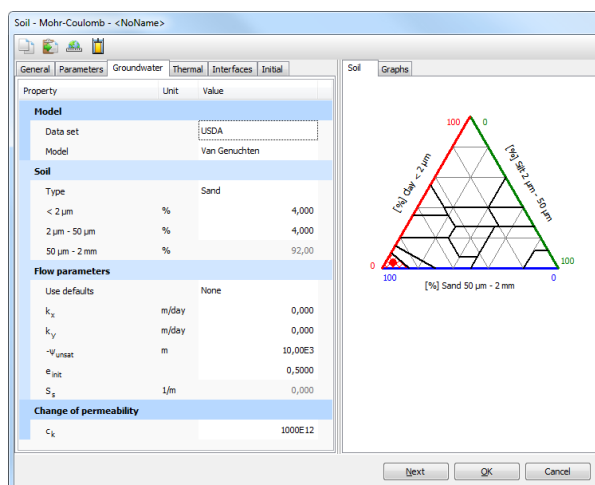 Soil - Mohr-Coulomb - <NoName>
General Parameters Groundwater Thermal Interfaces Initial
Property Unit Value
Model
Data set USDA
Model Van Genuchten
Soil
Type Sand
< 2 µm % 4,000
2 µm - 50 µm % 4,000
50 µm - 2 mm % 92,00
Flow parameters
Use defaults None
kx m/day 0,000
ky m/day 0,000
-ψunsat m 10,00E3
einit 0,5000
Ss 1/m 0,000
Change of permeability
ck 1000E12
Soil Graphs
100 0
[%] Clay < 2 µm
[%] Silt 2 µm - 50 µm
0 100
100 0
[%] Sand 50 µm - 2 mm
Next OK Cancel